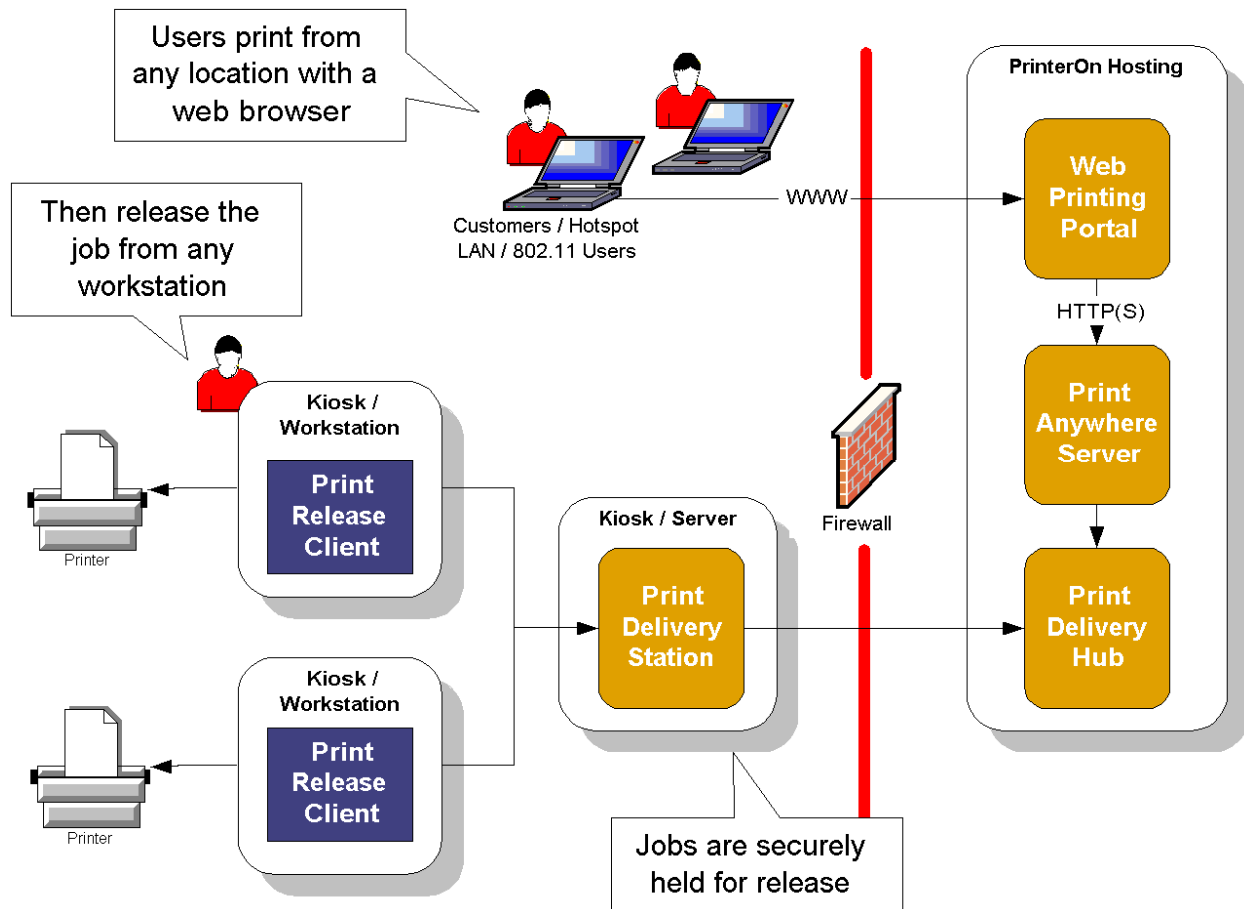 Users print from
any location with a
web browser
Then release the
job from any
workstation
Customers / Hotspot
LAN / 802.11 Users
WWW
PrinterOn Hosting
Web
Printing
Portal
HTTP(S)
Print
Anywhere
Server
Print
Delivery
Hub
Firewall
Kiosk /
Workstation
Print
Release
Client
Printer
Kiosk / Server
Print
Delivery
Station
Kiosk /
Workstation
Print
Release
Client
Printer
Jobs are securely
held for release